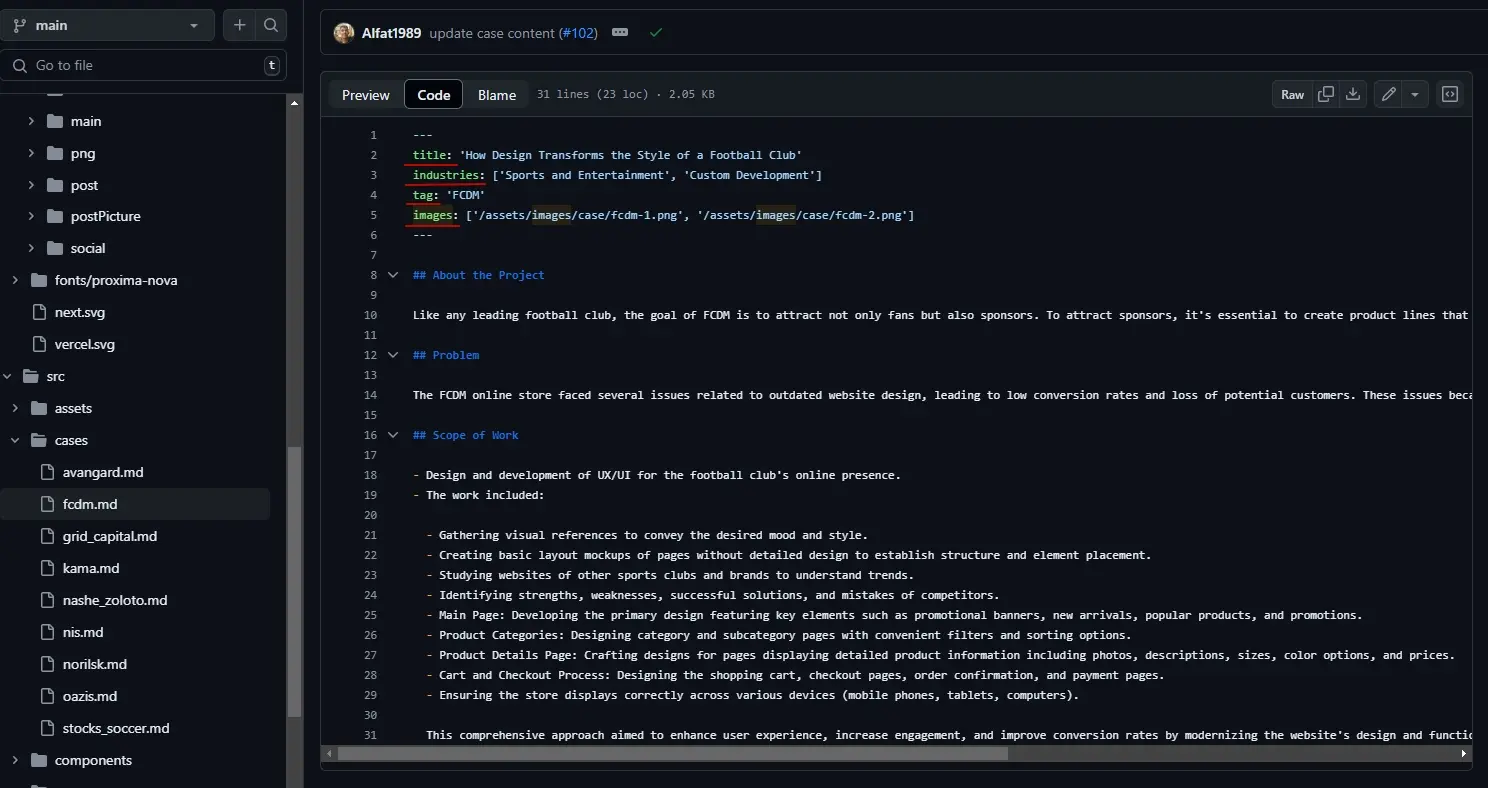 main
Go to file
t
main
png
post
postPicture
social
fonts/proxima-nova
next.svg
vercel.svg
src
assets
cases
avangard.md
fcdm.md
grid_capital.md
kama.md
nashe_zoloto.md
nis.md
norilsk.md
oazis.md
stocks_soccer.md
components
Alfat1989 update case content (#102)
Preview Code Blame 31 lines (23 loc) · 2.05 KB Raw
1 ---
2 title: 'How Design Transforms the Style of a Football Club'
3 industries: ['Sports and Entertainment', 'Custom Development']
4 tag: 'FCDM'
5 images: ['/assets/images/case/fcdm-1.png', '/assets/images/case/fcdm-2.png']
6 ---
7
8 ## About the Project
9
10 Like any leading football club, the goal of FCDM is to attract not only fans but also sponsors. To attract sponsors, it's essential to create product lines that
11
12 ## Problem
13
14 The FCDM online store faced several issues related to outdated website design, leading to low conversion rates and loss of potential customers. These issues beca
15
16 ## Scope of Work
17
18 - Design and development of UX/UI for the football club's online presence.
19 - The work included:
20
21 - Gathering visual references to convey the desired mood and style.
22 - Creating basic layout mockups of pages without detailed design to establish structure and element placement.
23 - Studying websites of other sports clubs and brands to understand trends.
24 - Identifying strengths, weaknesses, successful solutions, and mistakes of competitors.
25 - Main Page: Developing the primary design featuring key elements such as promotional banners, new arrivals, popular products, and promotions.
26 - Product Categories: Designing category and subcategory pages with convenient filters and sorting options.
27 - Product Details Page: Crafting designs for pages displaying detailed product information including photos, descriptions, sizes, color options, and prices.
28 - Cart and Checkout Process: Designing the shopping cart, checkout pages, order confirmation, and payment pages.
29 - Ensuring the store displays correctly across various devices (mobile phones, tablets, computers).
30
31 This comprehensive approach aimed to enhance user experience, increase engagement, and improve conversion rates by modernizing the website's design and functio